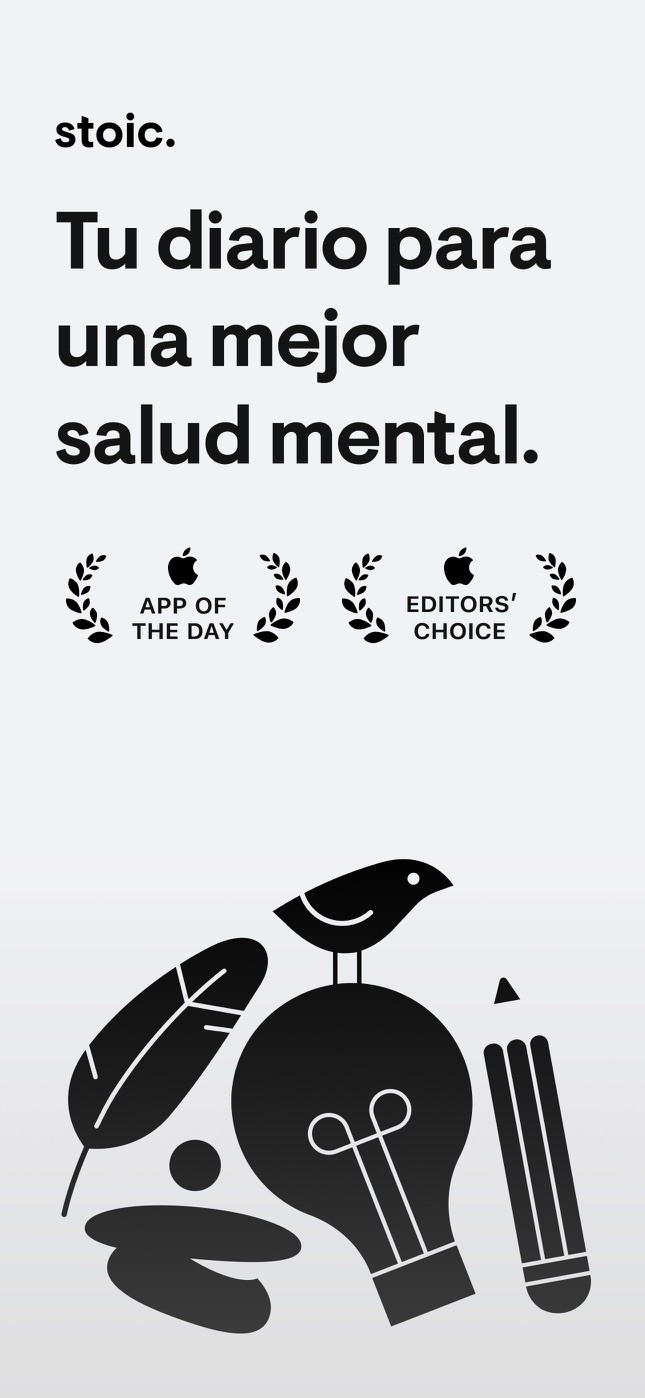 stoic.
Tu diario para
una mejor
salud mental.
APP OF
THE DAY
EDITORS’
CHOICE